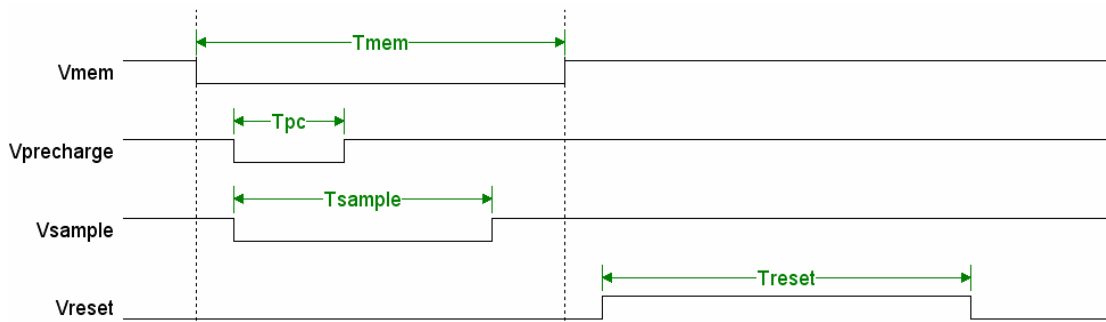 Tmem
Vmem
Tpc
Vprecharge
Tsample
Vsample
Treset
Vreset